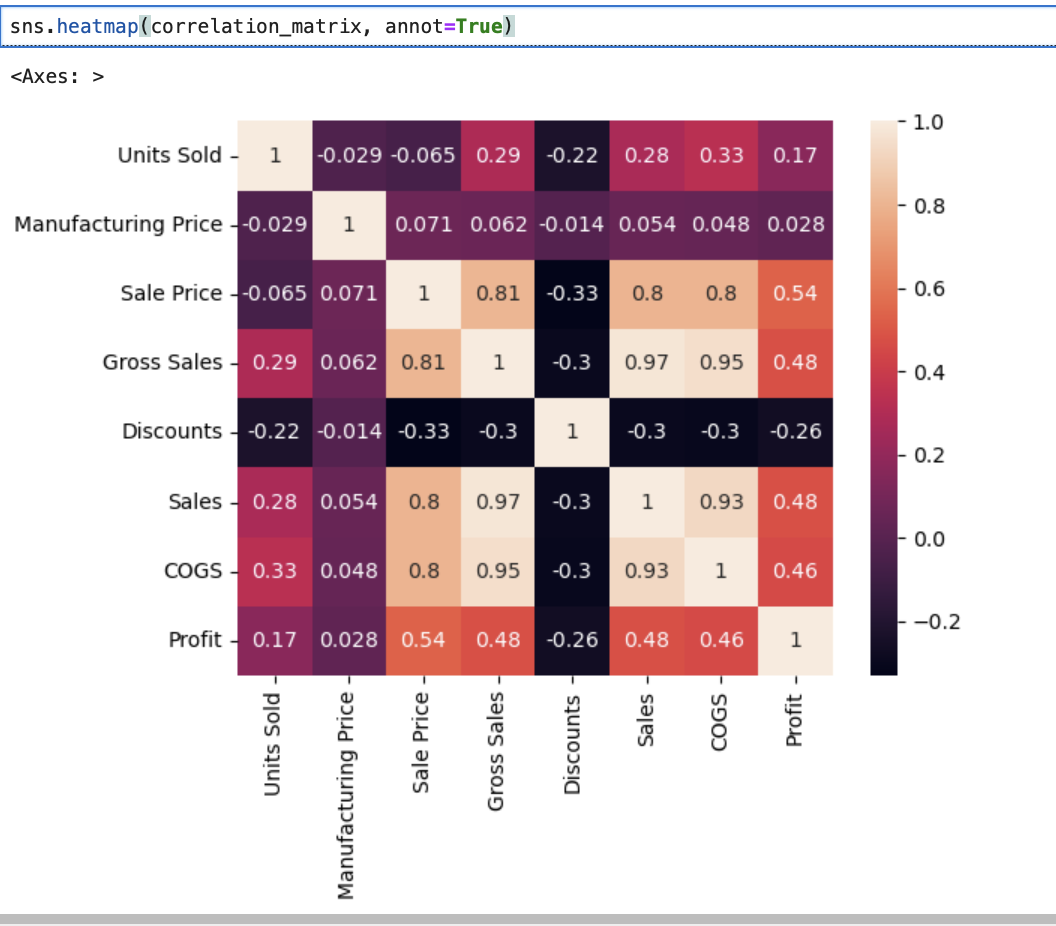 sns.heatmap(correlation_matrix, annot=True)
<Axes: >
1.0
Units Sold 1 -0.029 -0.065 0.29 -0.22 0.28 0.33 0.17
0.8
Manufacturing Price -0.029 1 0.071 0.062 -0.014 0.054 0.048 0.028
Sale Price -0.065 0.071 1 0.81 -0.33 0.8 0.8 0.54
0.6
Gross Sales 0.29 0.062 0.81 1 -0.3 0.97 0.95 0.48
0.4
Discounts -0.22 -0.014 -0.33 -0.3 1 -0.3 -0.3 -0.26
0.2
Sales 0.28 0.054 0.8 0.97 -0.3 1 0.93 0.48
0.0
COGS 0.33 0.048 0.8 0.95 -0.3 0.93 1 0.46
−0.2
Profit 0.17 0.028 0.54 0.48 -0.26 0.48 0.46 1
Units Sold
Manufacturing Price
Sale Price
Gross Sales
Discounts
Sales
COGS
Profit